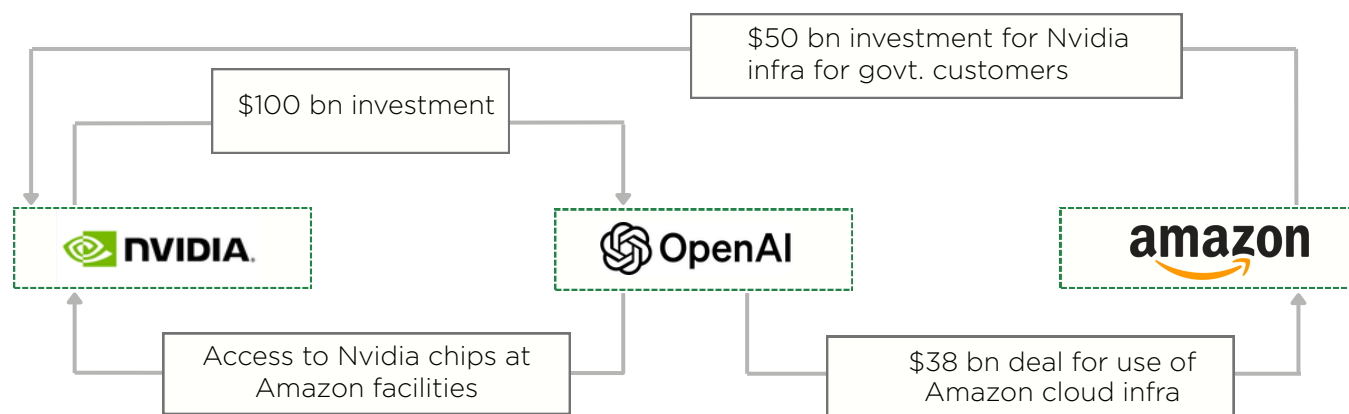 $50 bn investment for Nvidia
infra for govt. customers
$100 bn investment
NVIDIA.
OpenAI
amazon
Access to Nvidia chips at
Amazon facilities
$38 bn deal for use of
Amazon cloud infra